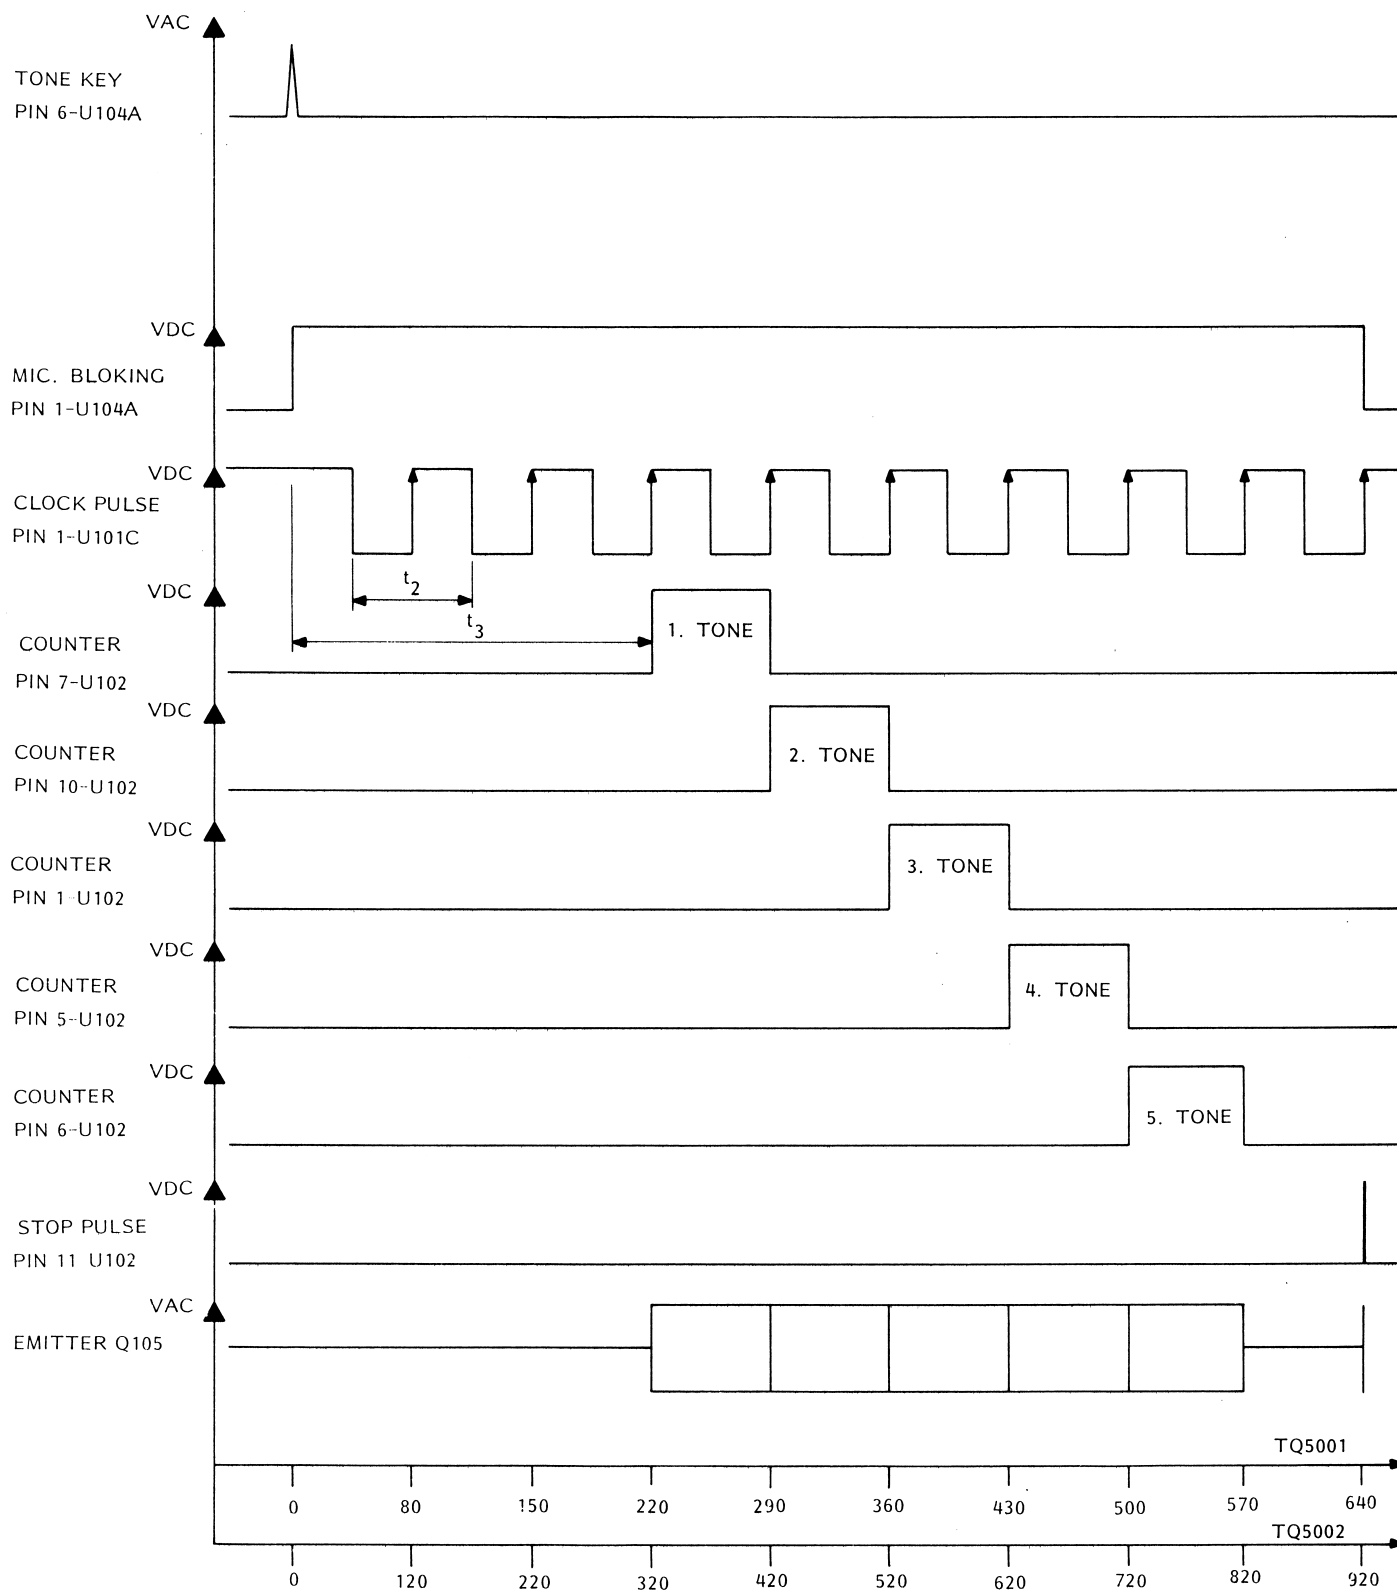 VAC
TONE KEY
PIN 6-U104A
VDC
MIC. BLOKING
PIN 1-U104A
VDC
CLOCK PULSE
PIN 1-U101C
t2
t3
VDC
COUNTER
PIN 7-U102
1. TONE
VDC
COUNTER
PIN 10-U102
2. TONE
VDC
COUNTER
PIN 1-U102
3. TONE
VDC
COUNTER
PIN 5-U102
4. TONE
VDC
COUNTER
PIN 6-U102
5. TONE
VDC
STOP PULSE
PIN 11 U102
VAC
EMITTER Q105
TQ5001
0 80 150 220 290 360 430 500 570 640
TQ5002
0 120 220 320 420 520 620 720 820 920